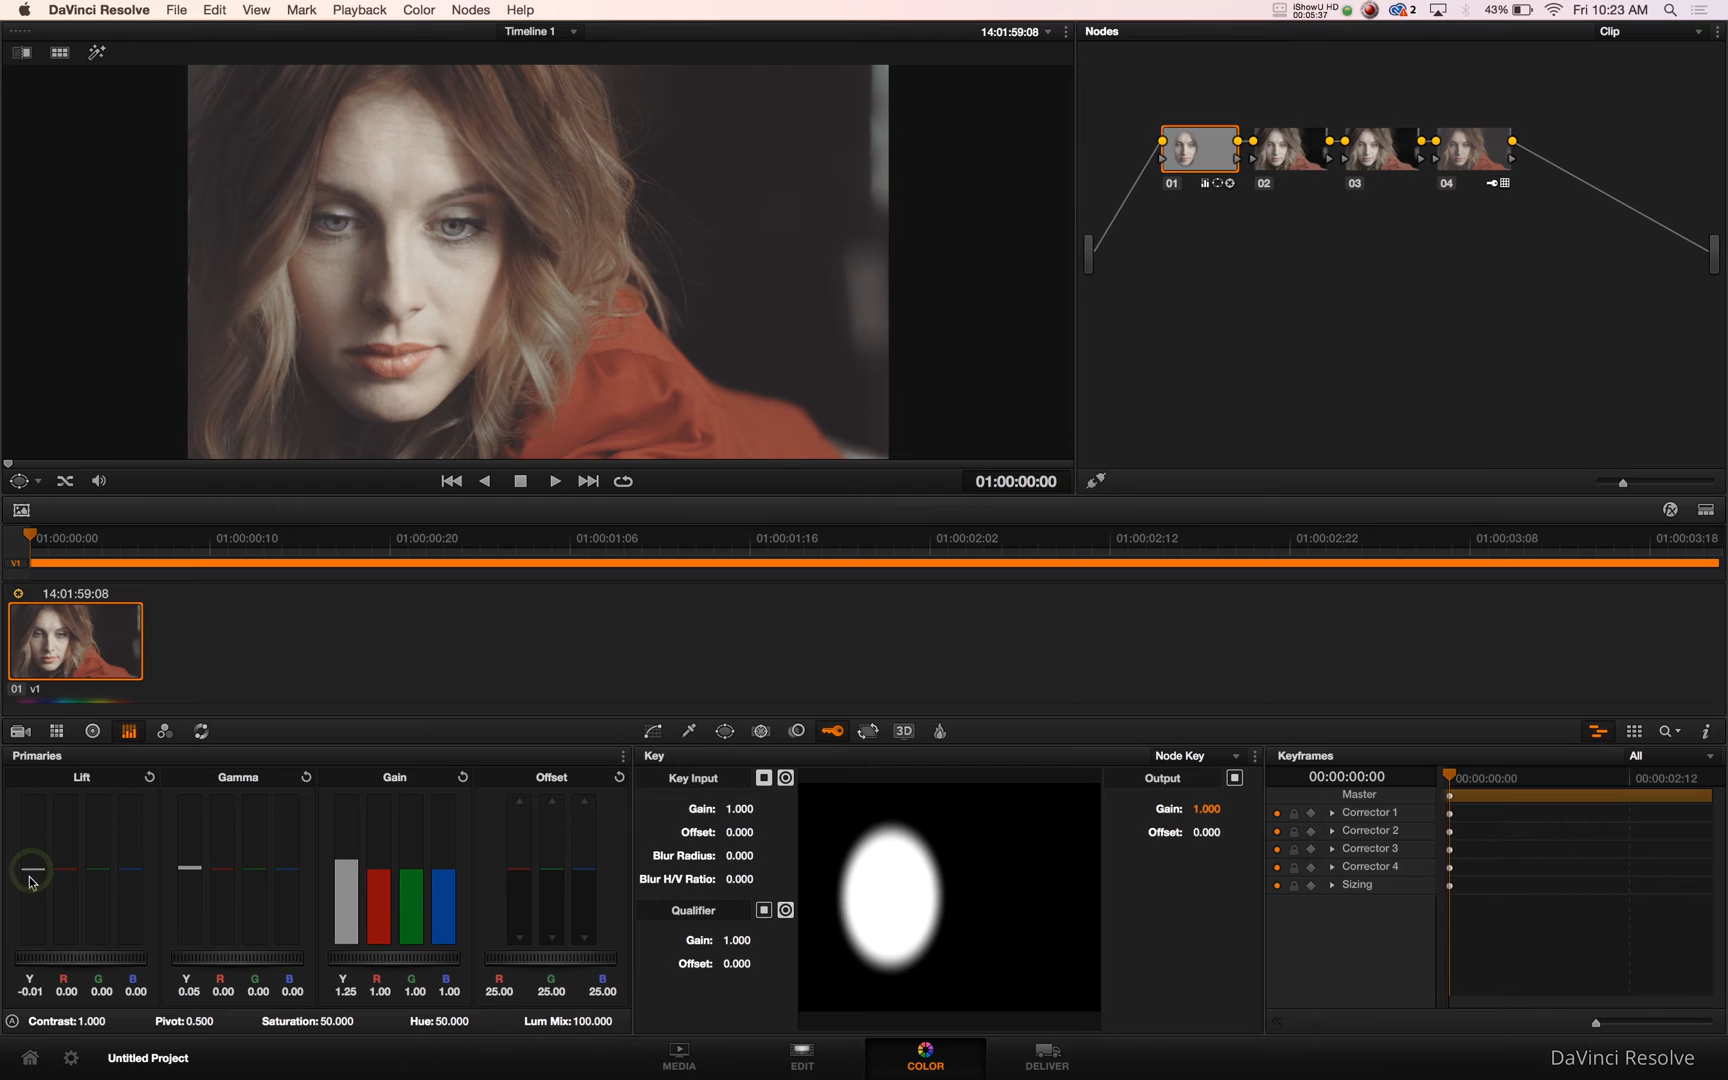 DaVinci Resolve File Edit View Mark Playback Color Nodes Help iShowU HD 00:05:37 2 43% Fri 10:23 AM
Timeline 1 14:01:59:08 Nodes Clip
01 02 03 04
01:00:00:00
01:00:00:00 01:00:00:10 01:00:00:20 01:00:01:06 01:00:01:16 01:00:02:02 01:00:02:12 01:00:02:22 01:00:03:08 01:00:03:18
V1
14:01:59:08
01 v1
3D
Primaries Key Node Key Keyframes All
Lift Gamma Gain Offset Key Input Output 00:00:00:00 00:00:00:00 00:00:02:12
Master
Gain: 1.000 Gain: 1.000 Corrector 1
Offset: 0.000 Offset: 0.000 Corrector 2
Blur Radius: 0.000 Corrector 3
Blur H/V Ratio: 0.000 Corrector 4
Sizing
Qualifier
Gain: 1.000
Offset: 0.000
Y R G B Y R G B Y R G B R G B
-0.01 0.00 0.00 0.00 0.05 0.00 0.00 0.00 1.25 1.00 1.00 1.00 25.00 25.00 25.00
A Contrast: 1.000 Pivot: 0.500 Saturation: 50.000 Hue: 50.000 Lum Mix: 100.000
Untitled Project MEDIA EDIT COLOR DELIVER DaVinci Resolve